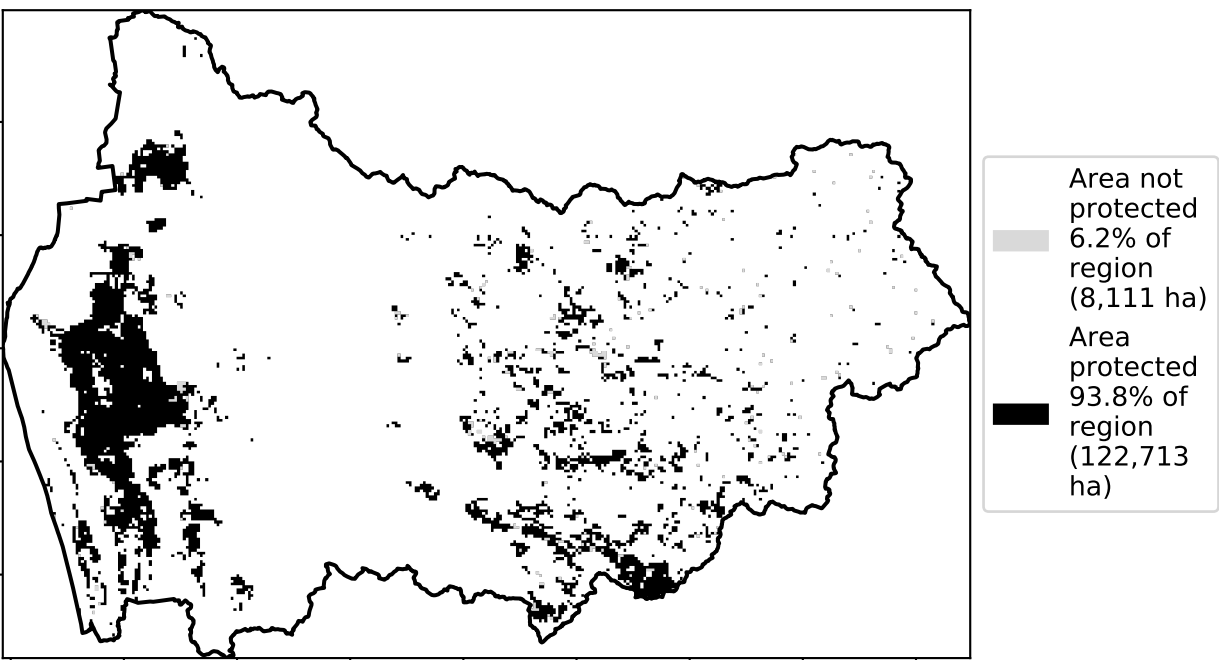 Area not
protected
6.2% of
region
(8,111 ha)
Area
protected
93.8% of
region
(122,713
ha)